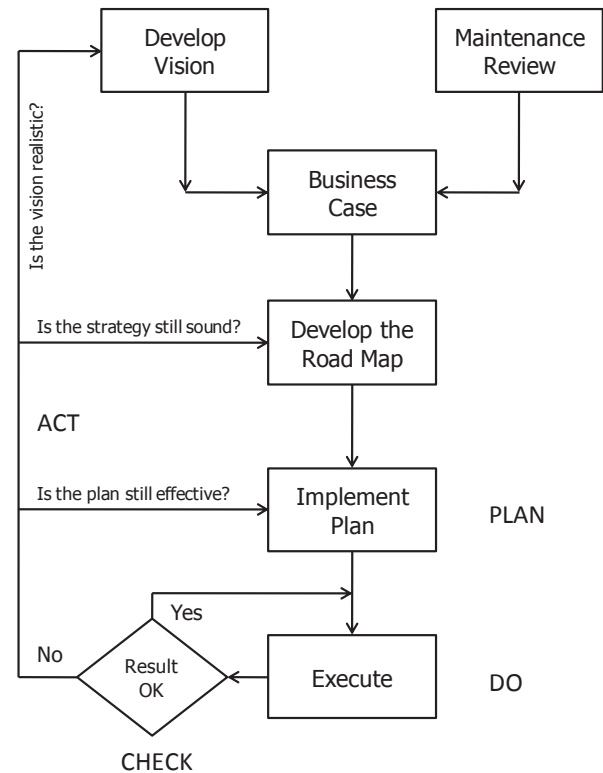 Develop
Vision
Maintenance
Review
Is the vision realistic?
Business
Case
Is the strategy still sound?
Develop the
Road Map
ACT
Is the plan still effective?
Implement
Plan
PLAN
Yes
No
Result
OK
Execute
DO
CHECK